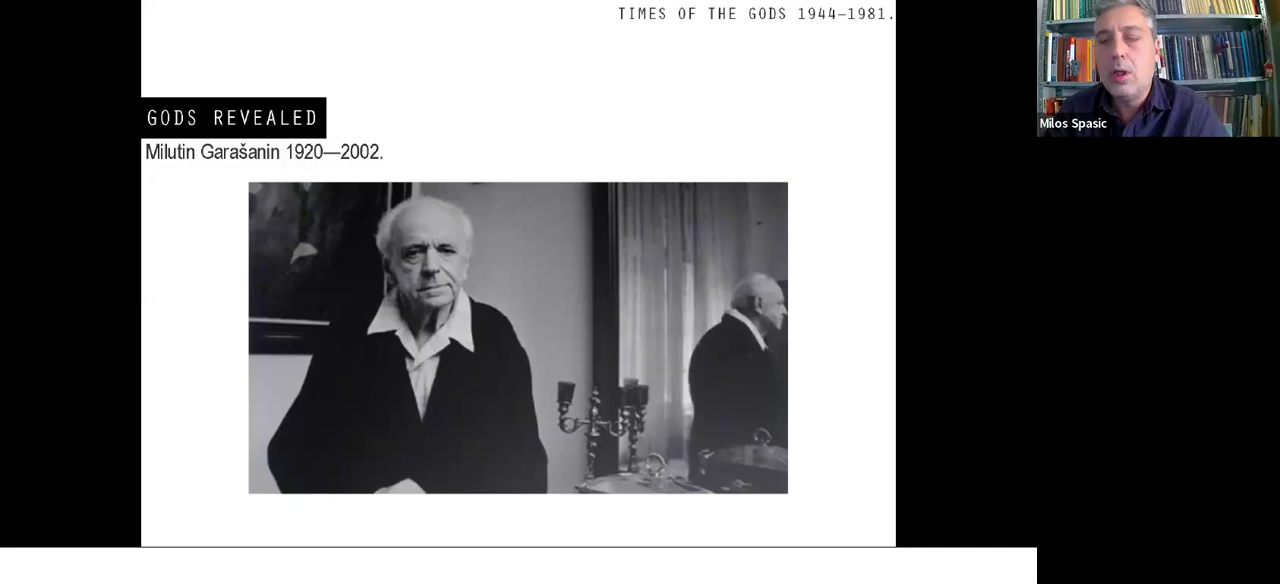 TIMES OF THE GODS 1944—1981.
GODS REVEALED
Milutin Garašanin 1920—2002.
Milos Spasic